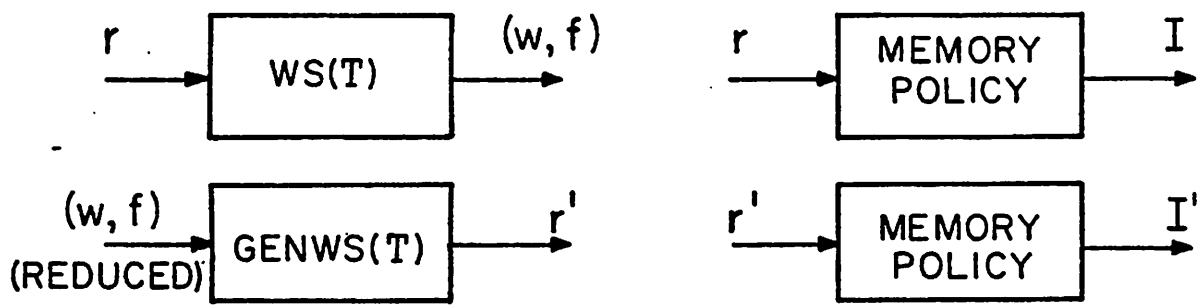 r
WS(T)
(w, f)
r
MEMORY
POLICY
I
(w, f)
(REDUCED)
GENWS(T)
r'
r'
MEMORY
POLICY
I'